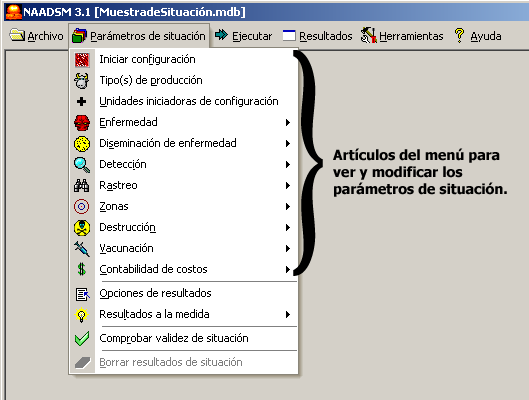 NAADSM 3.1 [MuestradeSituación.mdb]
Archivo Parámetros de situación Ejecutar Resultados Herramientas ? Ayuda
Iniciar configuración
Tipo(s) de producción
Unidades iniciadoras de configuración
Enfermedad
Diseminación de enfermedad
Detección
Rastreo
Zonas
Destrucción
Vacunación
$ Contabilidad de costos
Opciones de resultados
Resultados a la medida
Comprobar validez de situación
Borrar resultados de situación
Artículos del menú para
ver y modificar los
parámetros de situación.